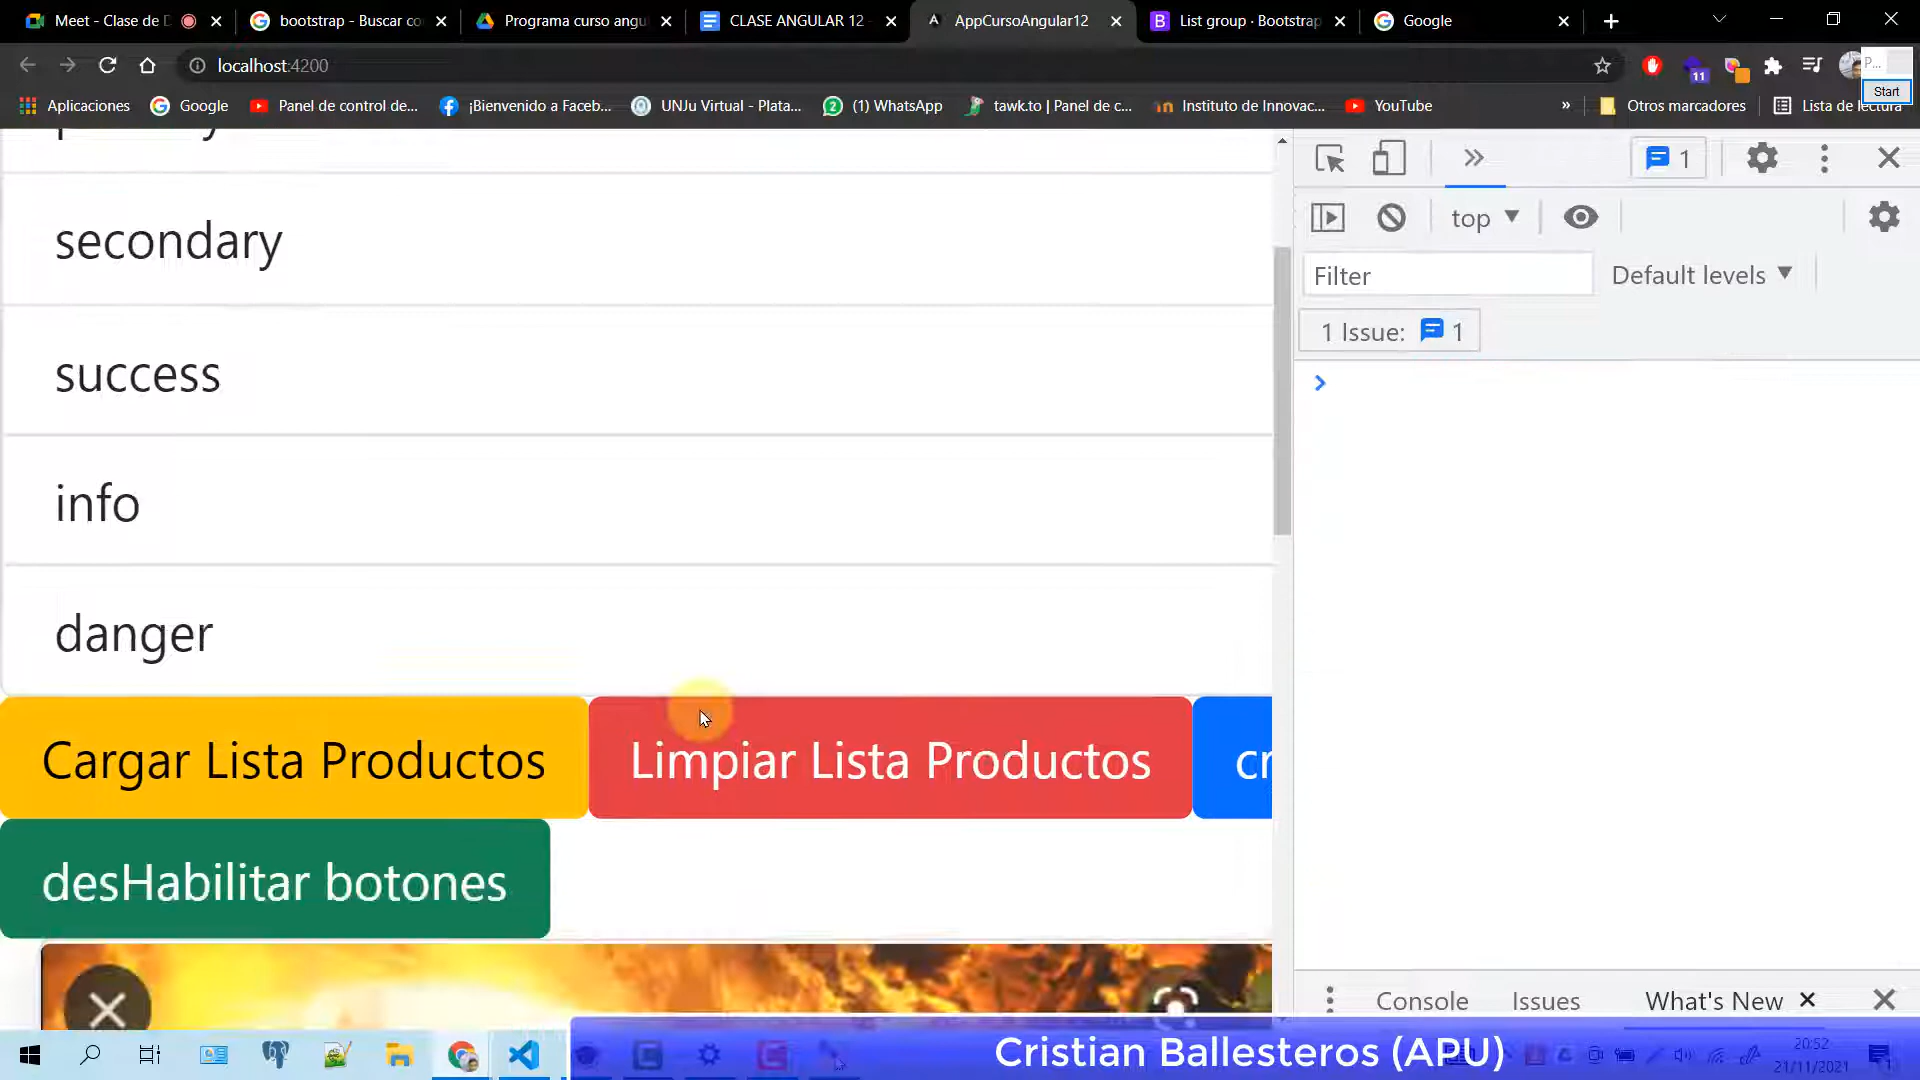 Meet - Clase de D
bootstrap - Buscar co
Programa curso angu
CLASE ANGULAR 12 -
AppCursoAngular12
List group · Bootstrap
Google
localhost:4200
11
P...
Start
Aplicaciones
Google
Panel de control de...
¡Bienvenido a Faceb...
UNJu Virtual - Plata...
(1) WhatsApp
tawk.to | Panel de c...
Instituto de Innovac...
YouTube
»
Otros marcadores
Lista de lectura
secondary
success
info
danger
Cargar Lista Productos
Limpiar Lista Productos
cr
desHabilitar botones
1
top
Filter
Default levels
1 Issue:
1
Console
Issues
What's New
Cristian Ballesteros (APU)
20:52
21/11/2021